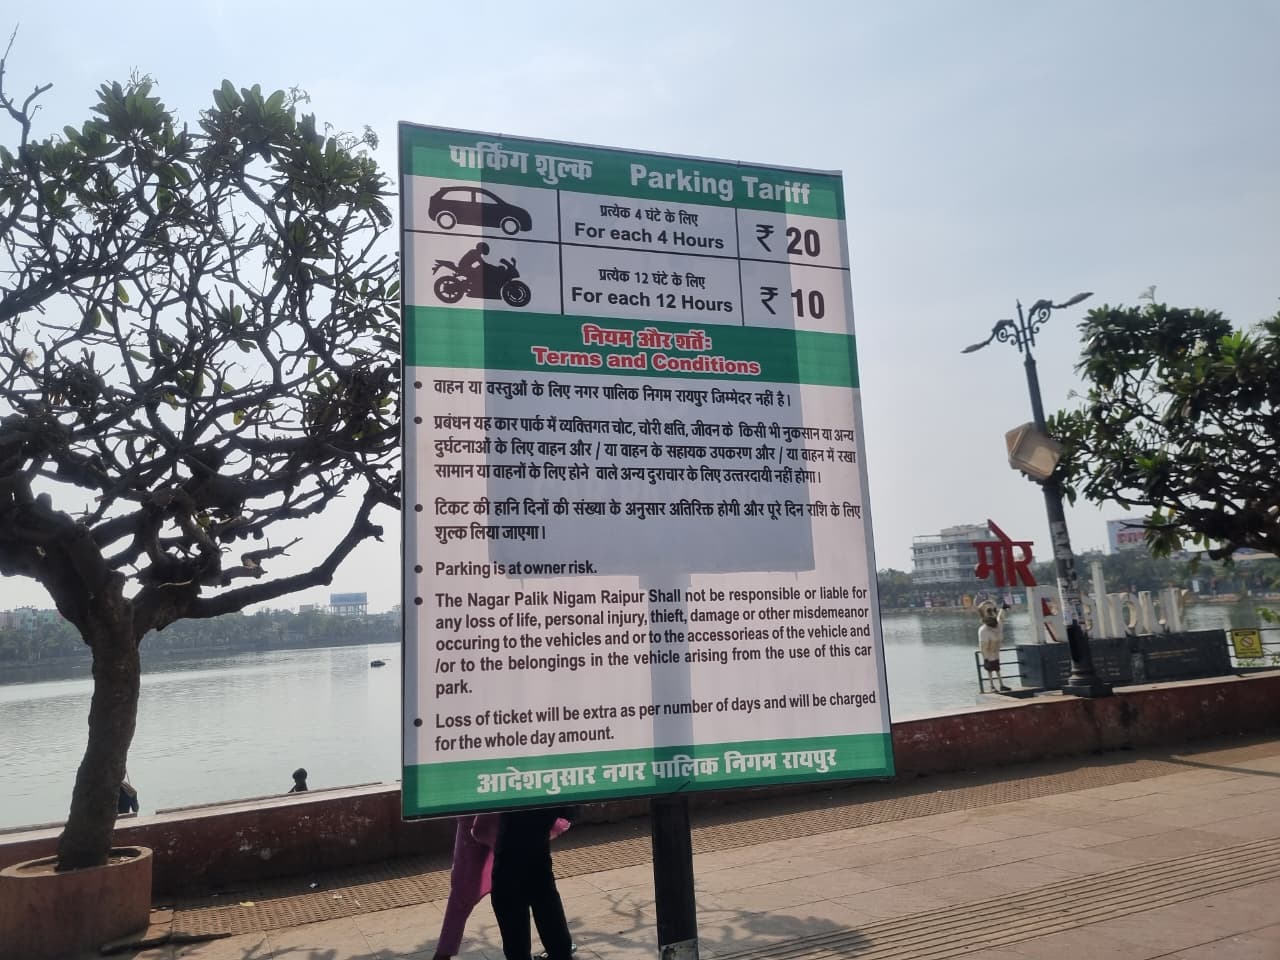 पार्किंग शुल्क Parking Tariff
प्रत्येक 4 घंटे के लिए
For each 4 Hours
₹ 20
प्रत्येक 12 घंटे के लिए
For each 12 Hours
₹ 10
नियम और शर्तें:
Terms and Conditions
• वाहन या वस्तुओं के लिए नगर पालिक निगम रायपुर जिम्मेदर नहीं है।
• प्रबंधन यह कार पार्क में व्यक्तिगत चोट, चोरी क्षति, जीवन के किसी भी नुकसान या अन्य
दुर्घटनाओं के लिए वाहन और / या वाहन के सहायक उपकरण और / या वाहन में रखा
सामान या वाहनों के लिए होने वाले अन्य दुराचार के लिए उत्तरदायी नहीं होगा।
• टिकट की हानि दिनों की संख्या के अनुसार अतिरिक्त होगी और पूरे दिन राशि के लिए
शुल्क लिया जाएगा।
• Parking is at owner risk.
• The Nagar Palik Nigam Raipur Shall not be responsible or liable for
any loss of life, personal injury, thieft, damage or other misdemeanor
occuring to the vehicles and or to the accessorieas of the vehicle and
/or to the belongings in the vehicle arising from the use of this car
park.
• Loss of ticket will be extra as per number of days and will be charged
for the whole day amount.
आदेशनुसार नगर पालिक निगम रायपुर
मोर
Raipur